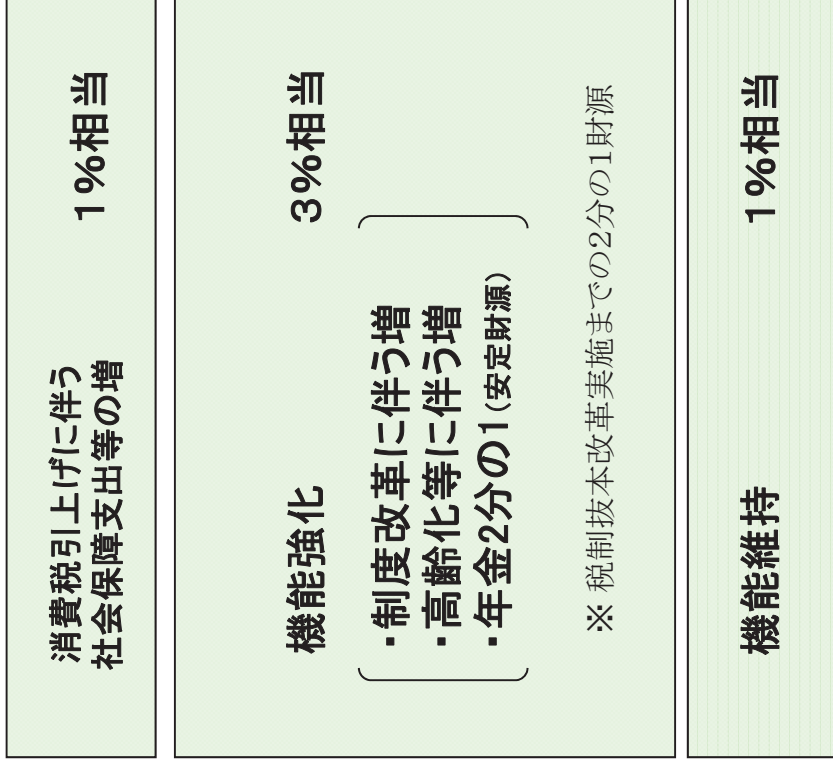 消費税引上げに伴う
社会保障支出等の増
1%相当
機能強化
3%相当
・制度改革に伴う増
・高齢化等に伴う増
・年金2分の1(安定財源)
※ 税制抜本改革実施までの2分の1財源
機能維持
1%相当